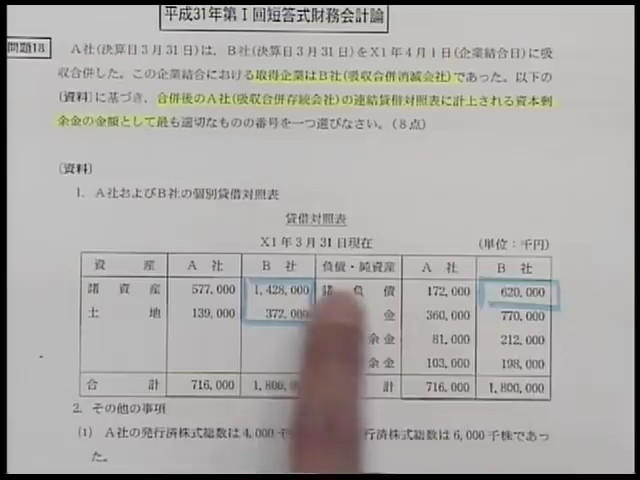 平成31年第Ⅰ回短答式財務会計論
問題18 A社(決算日3月31日)は、B社(決算日3月31日)をX1年4月1日(企業結合日)に吸
収合併した。この企業結合における取得企業はB社(吸収合併消滅会社)であった。以下の
(資料)に基づき、合併後のA社(吸収合併存続会社)の連結貸借対照表に計上される資本剰
余金の金額として最も適切なものの番号を一つ選びなさい。(8点)
(資料)
1. A社およびB社の個別貸借対照表
貸借対照表
X1年3月31日現在 (単位:千円)
資産 A社 B社 負債・純資産 A社 B社
諸資産 577,000 1,428,000 諸負債 172,000 620,000
土地 139,000 372,000 金 360,000 770,000
余金 81,000 212,000
余金 103,000 198,000
合計 716,000 1,800, 計 716,000 1,800,000
2. その他の事項
(1) A社の発行済株式総数は4,000千 行済株式総数は6,000千株であっ
た。